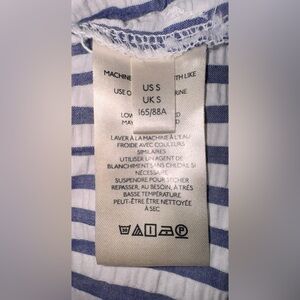 MACHINE
TH LIKE
US S
UK S
165/88A
USE O
RINE
LOW
MAY
LAVER À LA MACHINE À L'EAU
FROIDE AVEC COULEURS
SIMILAIRES
UTILISER UN AGENT DE
BLANCHIMENT SANS CHLORE SI
NÉCESSAIRE
SUSPENDRE POUR SÉCHER
REPASSER, AU BESOIN, À TRÈS
BASSE TEMPÉRATURE
PEUT-ÊTRE ÊTRE NETTOYÉE
À SEC